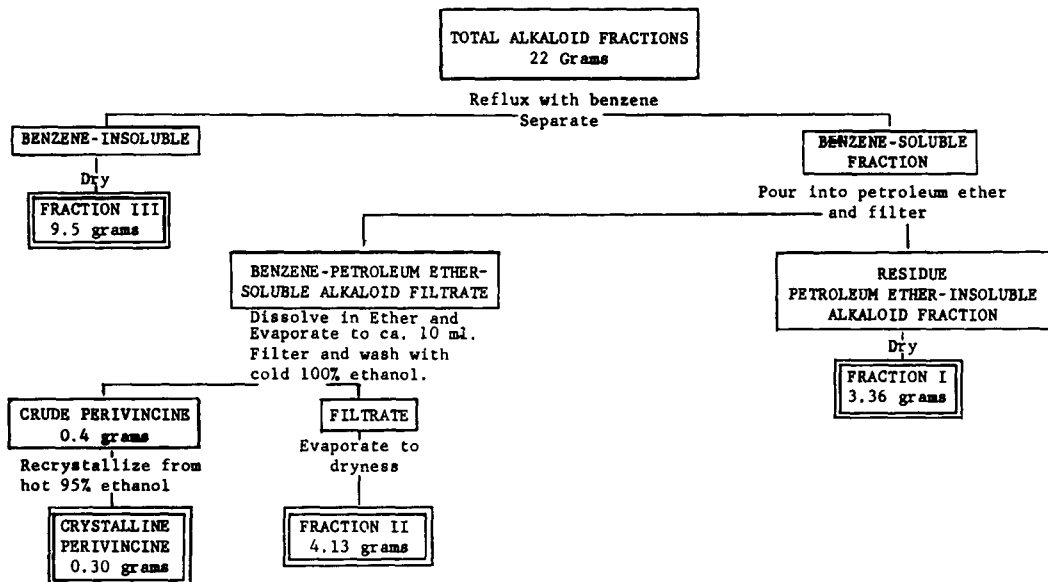 TOTAL ALKALOID FRACTIONS
22 Grams
Reflux with benzene
Separate
BENZENE-INSOLUBLE
Dry
FRACTION III
9.5 grams
BENZENE-SOLUBLE
FRACTION
Pour into petroleum ether
and filter
BENZENE-PETROLEUM ETHER-
SOLUBLE ALKALOID FILTRATE
Dissolve in Ether and
Evaporate to ca. 10 ml.
Filter and wash with
cold 100% ethanol.
RESIDUE
PETROLEUM ETHER-INSOLUBLE
ALKALOID FRACTION
Dry
FRACTION I
3.36 grams
CRUDE PERIVINCINE
0.4 grams
Recrystallize from
hot 95% ethanol
CRYSTALLINE
PERIVINCINE
0.30 grams
FILTRATE
Evaporate to
dryness
FRACTION II
4.13 grams